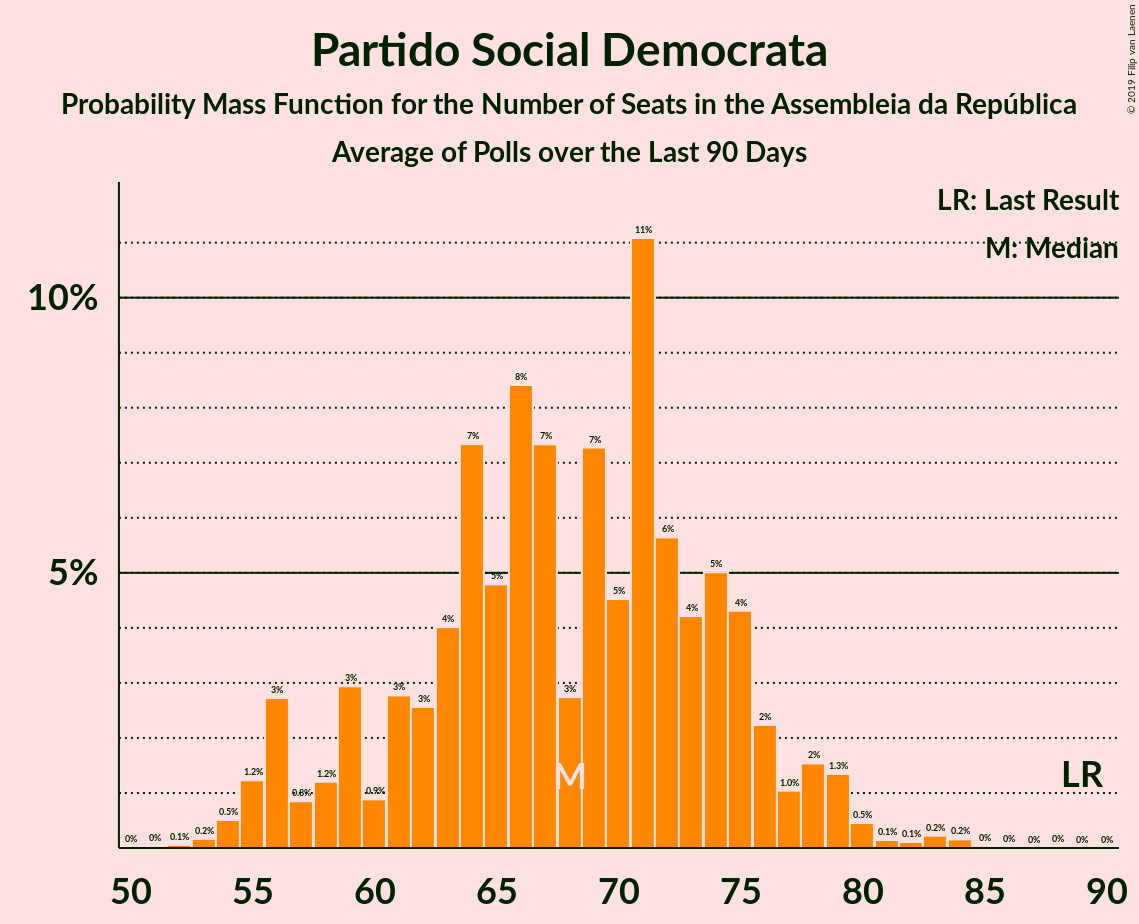 Partido Social Democrata
Probability Mass Function for the Number of Seats in the Assembleia da República
Average of Polls over the Last 90 Days
© 2019 Filip van Laenen
LR: Last Result
M: Median
10%
5%
0% 0% 0.1% 0.2% 0.5% 1.2% 3% 0.8% 1.2% 3% 0.9% 3% 3% 4% 7% 5% 8% 7% 3% 7% 5% 11% 6% 4% 5% 4% 2% 1.0% 2% 1.3% 0.5% 0.1% 0.1% 0.2% 0.2% 0% 0% 0% 0% 0% 0%
M
LR
50 55 60 65 70 75 80 85 90